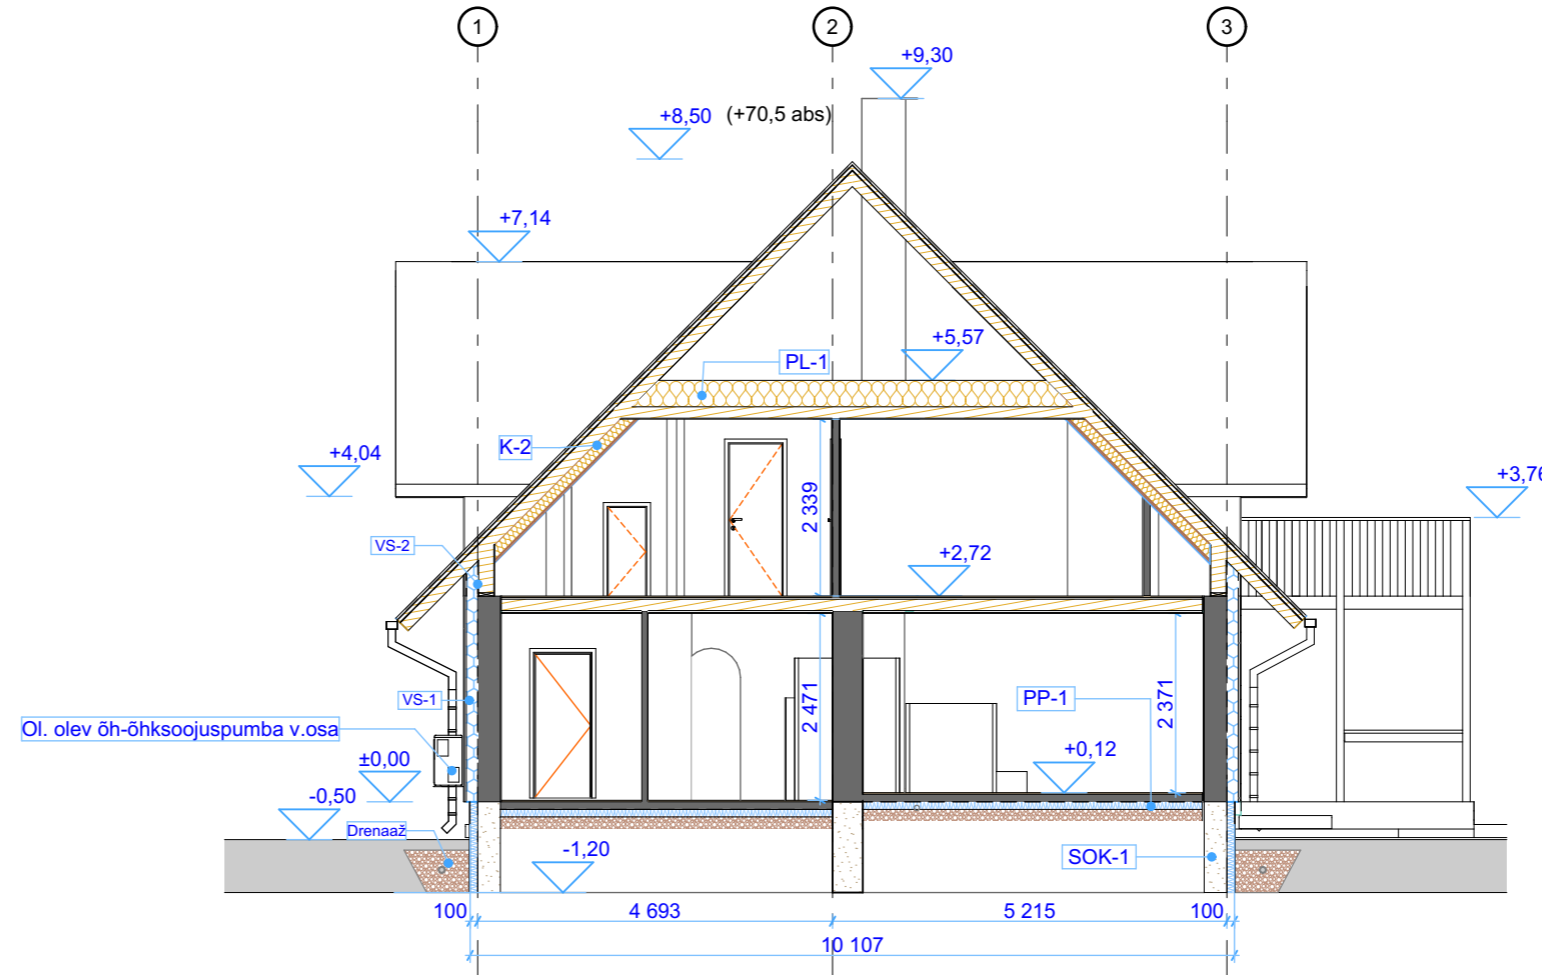 1
2
3
+9,30
+8,50 (+70,5 abs)
+7,14
+5,57
PL-1
K-2
+4,04
+3,76
2 339
VS-2
+2,72
VS-1
2 471
PP-1
2 371
Ol. olev õh-õhksoojuspumba v.osa
±0,00
+0,12
-0,50
Drenaaž
-1,20
SOK-1
100
4 693
5 215
100
10 107